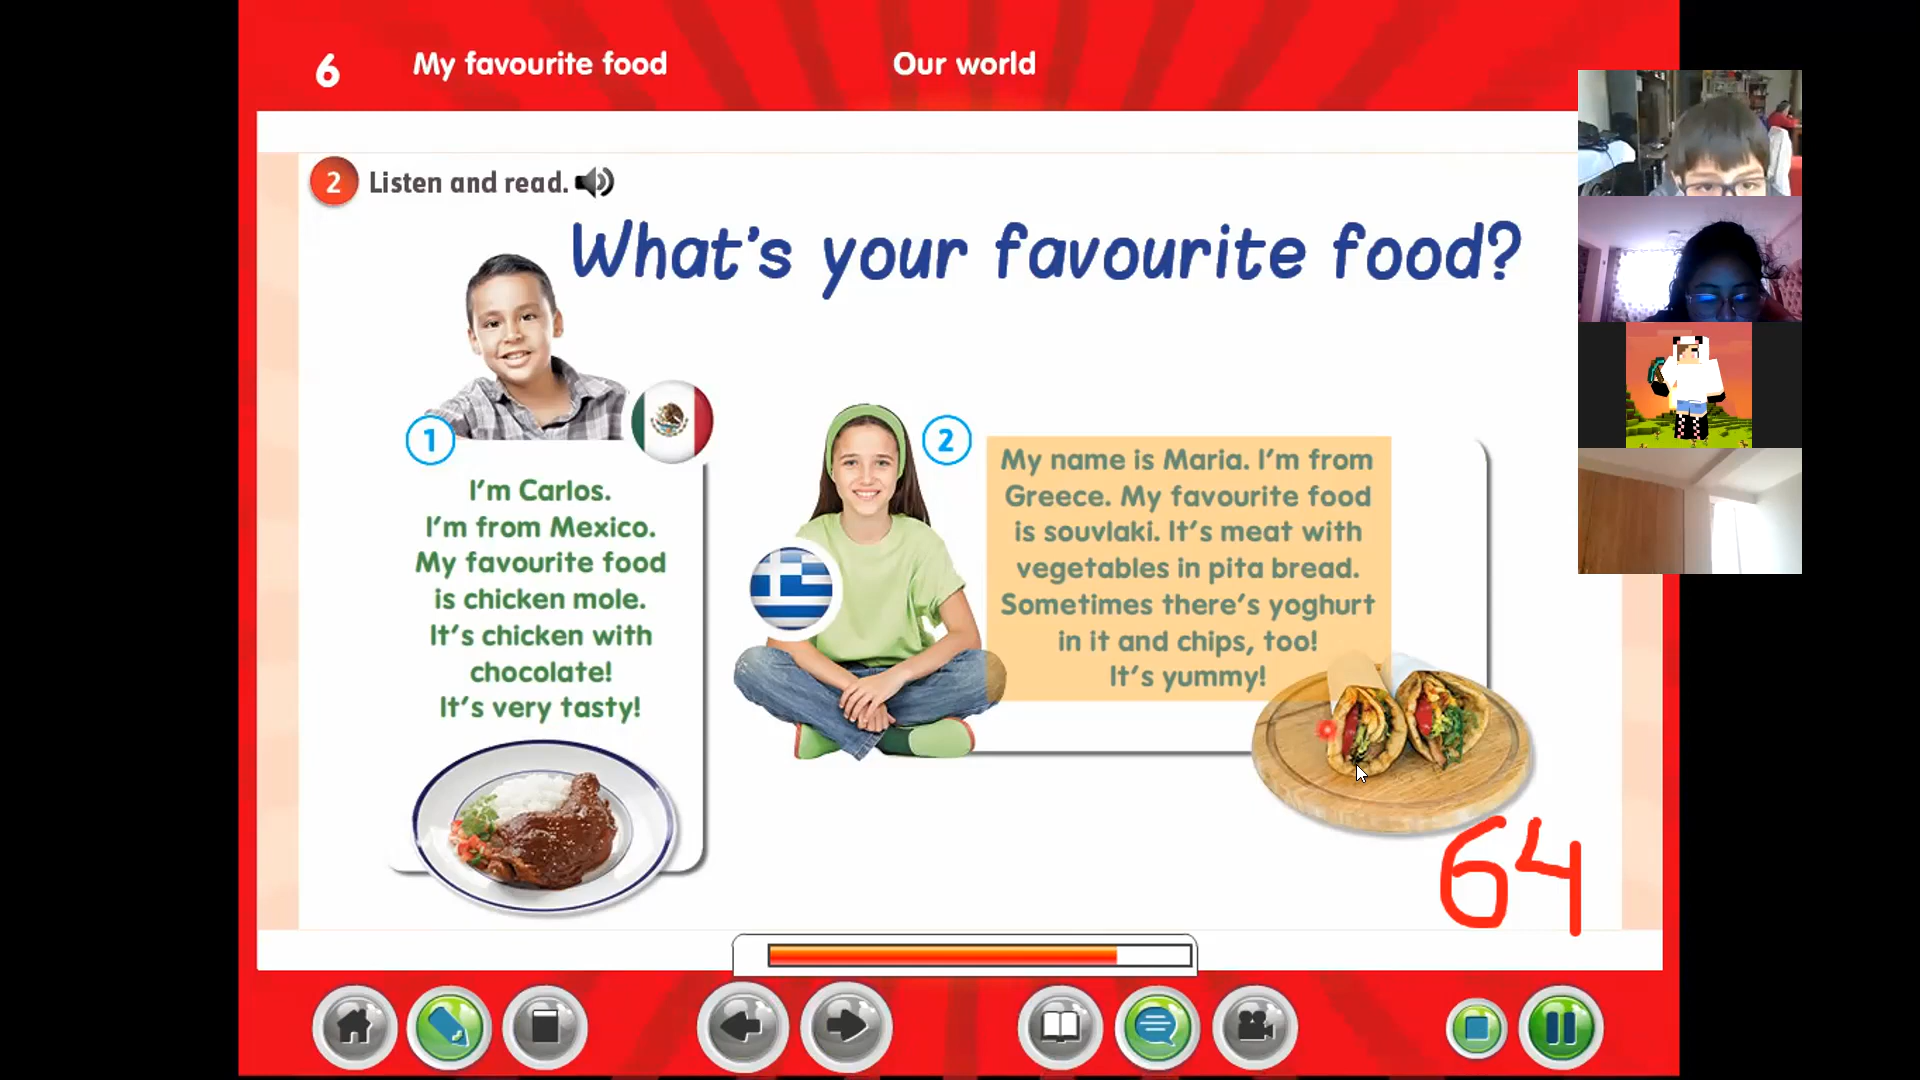 6 My favourite food Our world
2 Listen and read.
What's your favourite food?
1
I'm Carlos.
I'm from Mexico.
My favourite food
is chicken mole.
It's chicken with
chocolate!
It's very tasty!
2
My name is Maria. I'm from
Greece. My favourite food
is souvlaki. It's meat with
vegetables in pita bread.
Sometimes there's yoghurt
in it and chips, too!
It's yummy!
64